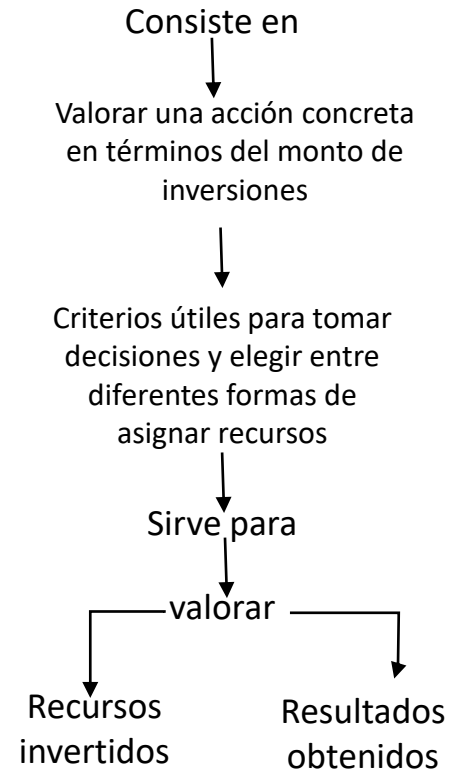 Consiste en
Valorar una acción concreta
en términos del monto de
inversiones
Criterios útiles para tomar
decisiones y elegir entre
diferentes formas de
asignar recursos
Sirve para
valorar
Recursos
invertidos
Resultados
obtenidos